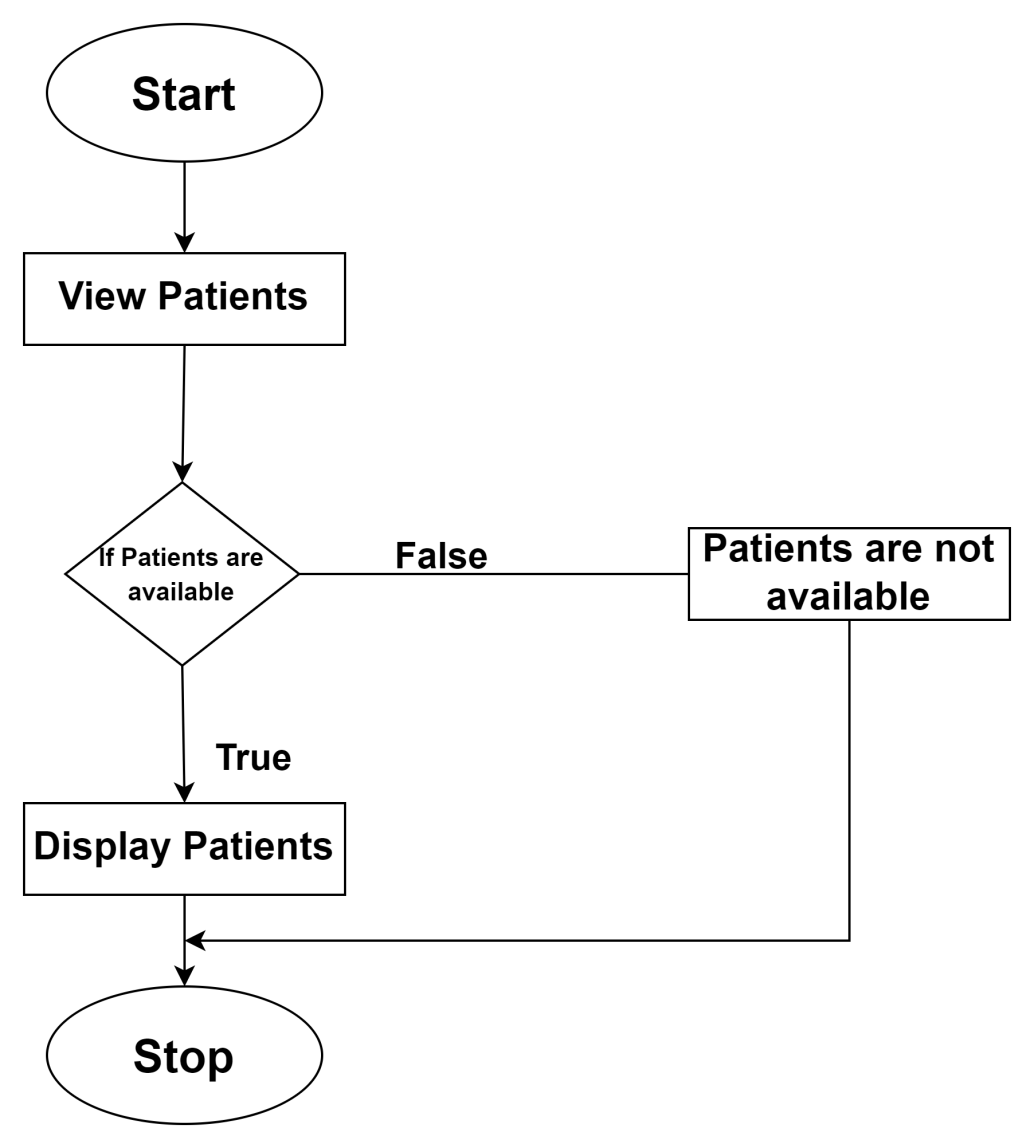 Start
View Patients
If Patients are
available
False
Patients are not
available
True
Display Patients
Stop